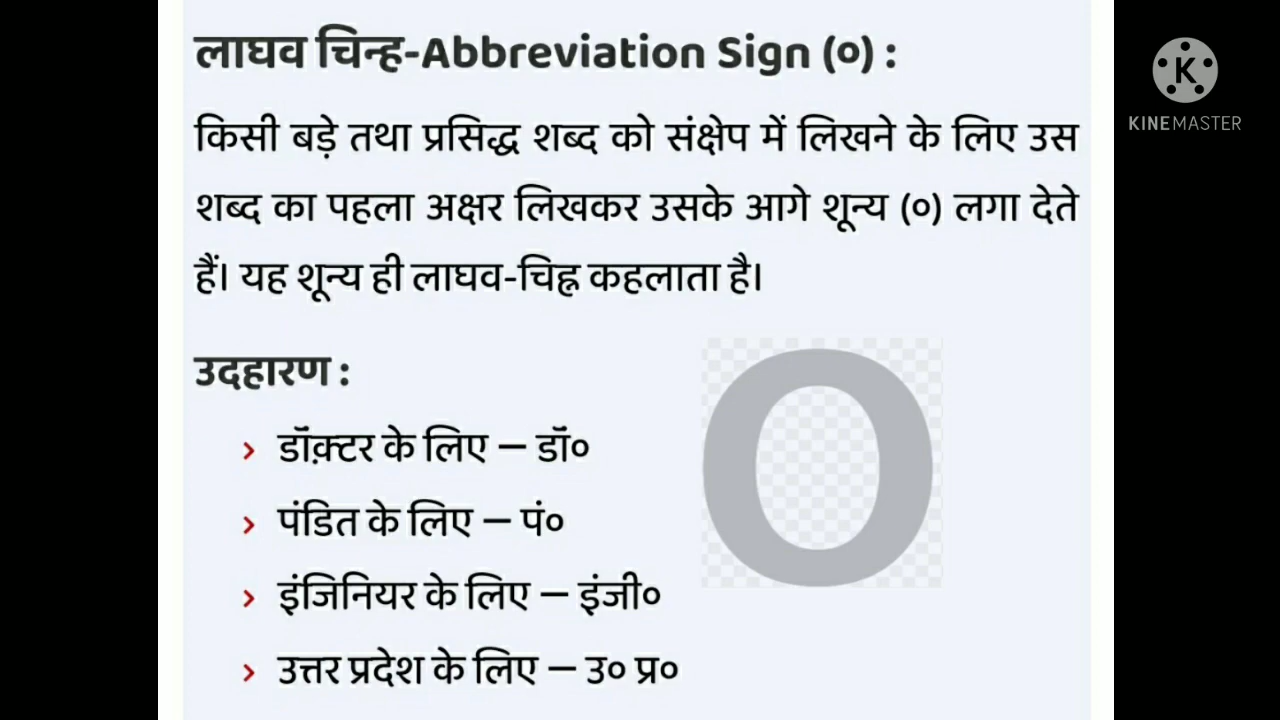 लाघव चिन्ह-Abbreviation Sign (०) :
किसी बड़े तथा प्रसिद्ध शब्द को संक्षेप में लिखने के लिए उस
शब्द का पहला अक्षर लिखकर उसके आगे शून्य (०) लगा देते
हैं। यह शून्य ही लाघव-चिह्न कहलाता है।
उदहारण :
› डॉक़्टर के लिए – डॉ०
› पंडित के लिए – पं०
› इंजिनियर के लिए – इंजी०
› उत्तर प्रदेश के लिए – उ० प्र०
O
K
KINEMASTER